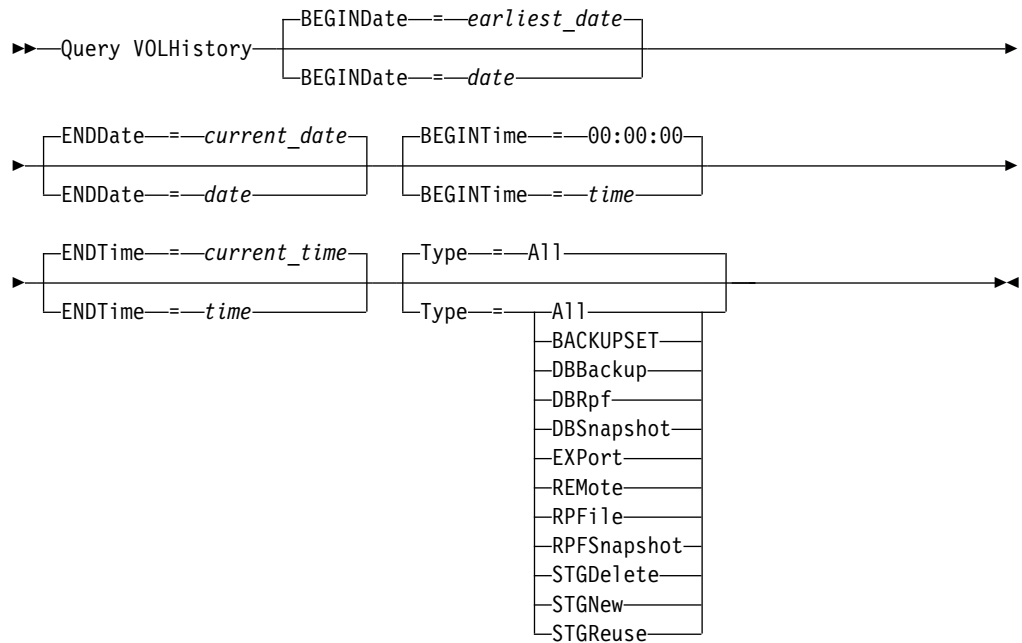 BEGINDate = earliest_date
Query VOLHistory
BEGINDate = date
ENDDate = current_date BEGINTime = 00:00:00
ENDDate = date BEGINTime = time
ENDTime = current_time Type = All
ENDTime = time Type = All
BACKUPSET
DBBackup
DBRpf
DBSnapshot
EXPort
REMote
RPFile
RPFSnapshot
STGDelete
STGNew
STGReuse